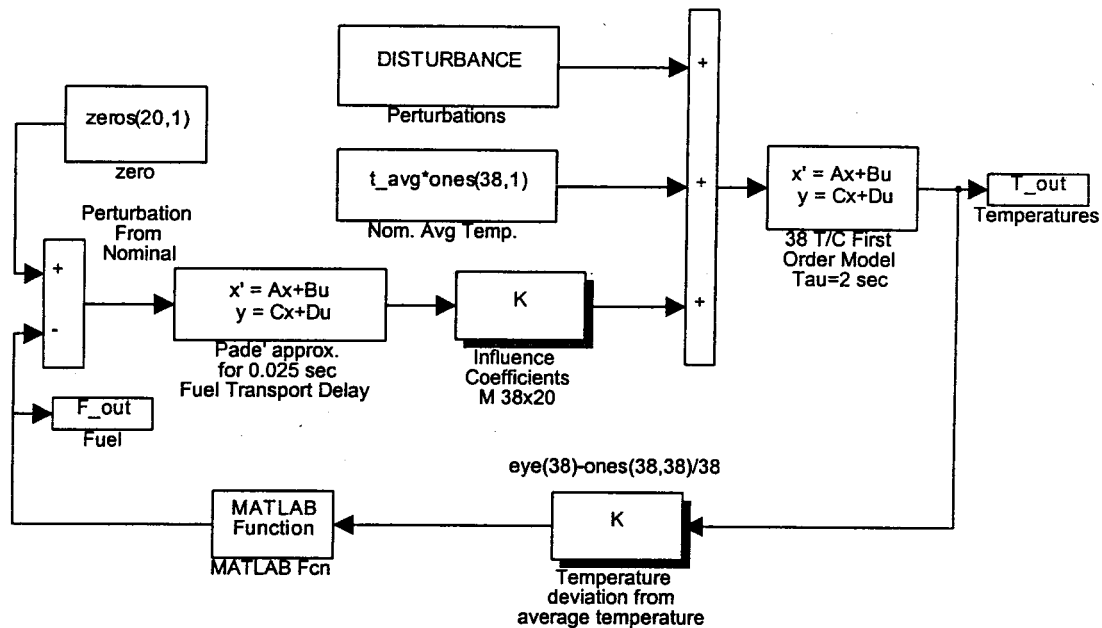 DISTURBANCE
Perturbations
zeros(20,1)
zero
t_avg*ones(38,1)
Nom. Avg Temp.
+
+
+
x' = Ax+Bu
y = Cx+Du
38 T/C First
Order Model
Tau=2 sec
T_out
Temperatures
Perturbation
From
Nominal
+
-
x' = Ax+Bu
y = Cx+Du
Pade' approx.
for 0.025 sec
Fuel Transport Delay
K
Influence
Coefficients
M 38x20
F_out
Fuel
eye(38)-ones(38,38)/38
MATLAB
Function
MATLAB Fcn
K
Temperature
deviation from
average temperature